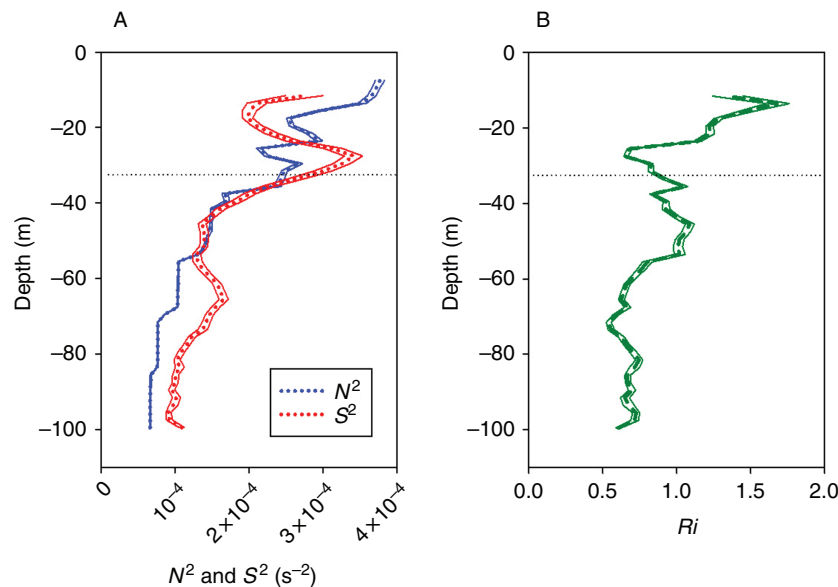 A
B
0
−20
−40
−60
−80
−100
Depth (m)
N²
S²
0
10⁻⁴
2×10⁻⁴
3×10⁻⁴
4×10⁻⁴
N² and S² (s⁻²)
0
−20
−40
−60
−80
−100
Depth (m)
0.0
0.5
1.0
1.5
2.0
Ri